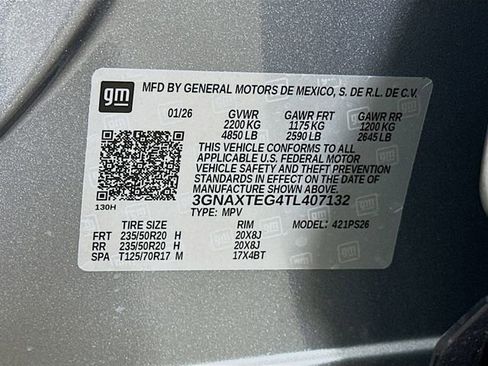 gm
MFD BY GENERAL MOTORS DE MEXICO, S. DE R.L. DE C.V.
01/26 GVWR GAWR FRT GAWR RR
2200 KG 1175 KG 1200 KG
4850 LB 2590 LB 2645 LB
THIS VEHICLE CONFORMS TO ALL
APPLICABLE U.S. FEDERAL MOTOR
VEHICLE SAFETY AND THEFT PREVENTION
STANDARDS IN EFFECT ON THE DATE OF
MANUFACTURE SHOWN ABOVE.
3GNAXTEG4TL407132
130H TYPE: MPV
TIRE SIZE RIM MODEL: 421PS26
FRT 235/50R20 H 20X8J
RR 235/50R20 H 20X8J
SPA T125/70R17 M 17X4BT